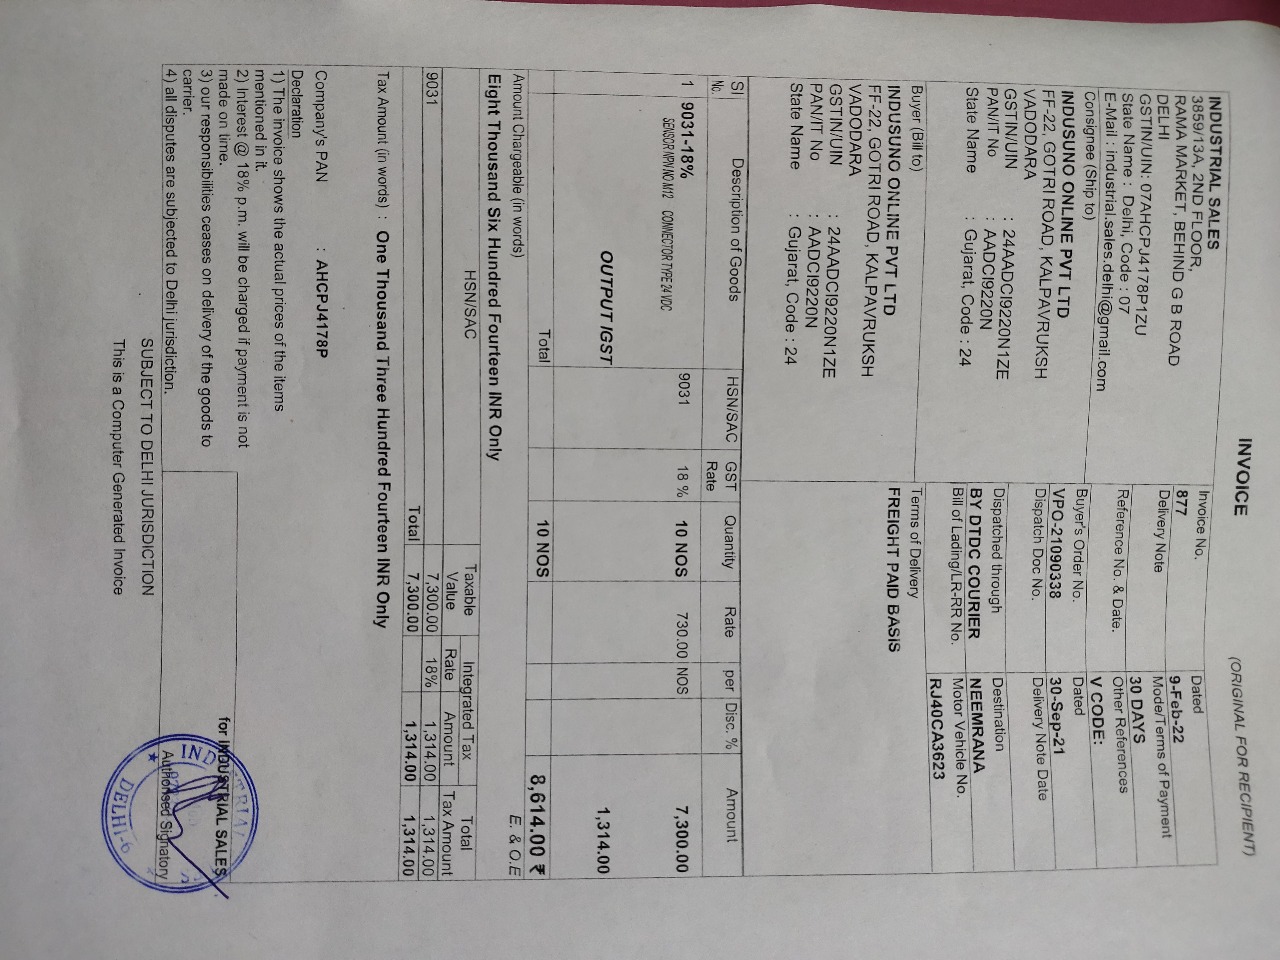 INVOICE
(ORIGINAL FOR RECIPIENT)
INDUSTRIAL SALES
3859/13A, 2ND FLOOR,
RAMA MARKET, BEHIND G B ROAD
DELHI
GSTIN/UIN: 07AHCPJ4178P1ZU
State Name : Delhi, Code : 07
E-Mail : industrial.sales.delhi@gmail.com
Invoice No.
877
Dated
9-Feb-22
Delivery Note
Mode/Terms of Payment
30 DAYS
Reference No. & Date.
Other References
V CODE:
Consignee (Ship to)
INDUSUNO ONLINE PVT LTD
FF-22, GOTRI ROAD, KALPAVRUKSH
VADODARA
GSTIN/UIN : 24AADCI9220N1ZE
PAN/IT No : AADCI9220N
State Name : Gujarat, Code : 24
Buyer's Order No.
VPO-21090338
Dated
30-Sep-21
Dispatch Doc No.
Delivery Note Date
Dispatched through
BY DTDC COURIER
Destination
NEEMRANA
Bill of Lading/LR-RR No.
Motor Vehicle No.
RJ40CA3623
Buyer (Bill to)
INDUSUNO ONLINE PVT LTD
FF-22, GOTRI ROAD, KALPAVRUKSH
VADODARA
GSTIN/UIN : 24AADCI9220N1ZE
PAN/IT No : AADCI9220N
State Name : Gujarat, Code : 24
Terms of Delivery
FREIGHT PAID BASIS
Sl No. Description of Goods HSN/SAC GST Rate Quantity Rate per Disc. % Amount
1 9031-18% 9031 18 % 10 NOS 730.00 NOS 7,300.00
SENSOR NPN NO M12 CONNECTOR TYPE 24 VDC
OUTPUT IGST 1,314.00
Total 10 NOS 8,614.00 ₹
Amount Chargeable (in words) E. & O.E
Eight Thousand Six Hundred Fourteen INR Only
HSN/SAC Taxable Value Integrated Tax Rate Amount Total Tax Amount
9031 7,300.00 18% 1,314.00 1,314.00
Total 7,300.00 1,314.00 1,314.00
Tax Amount (in words) : One Thousand Three Hundred Fourteen INR Only
Company's PAN : AHCPJ4178P
Declaration
1) The invoice shows the actual prices of the items
mentioned in it.
2) Interest @ 18% p.m. will be charged if payment is not
made on time.
3) our responsibilities ceases on delivery of the goods to
carrier.
4) all disputes are subjected to Delhi jurisdiction.
for INDUSTRIAL SALES
Authorised Signatory
INDUSTRIAL
DELHI-6
SUBJECT TO DELHI JURISDICTION
This is a Computer Generated Invoice